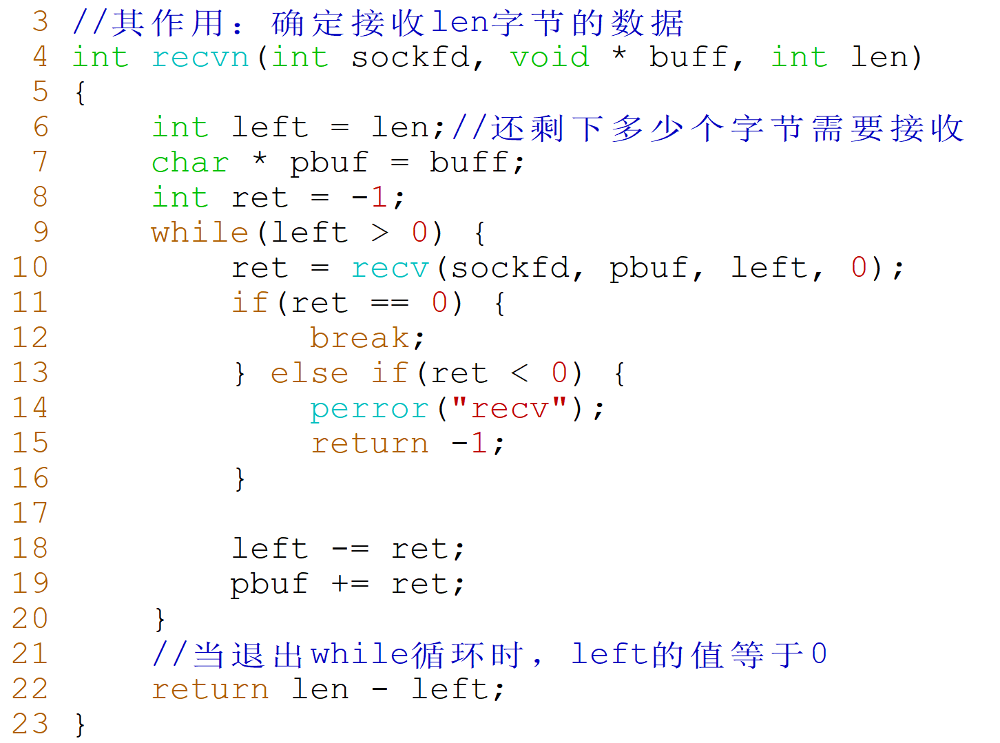 3 //其作用：确定接收len字节的数据
4 int recvn(int sockfd, void * buff, int len)
5 {
6     int left = len;//还剩下多少个字节需要接收
7     char * pbuf = buff;
8     int ret = -1;
9     while(left > 0) {
10         ret = recv(sockfd, pbuf, left, 0);
11         if(ret == 0) {
12             break;
13         } else if(ret < 0) {
14             perror("recv");
15             return -1;
16         }
17
18         left -= ret;
19         pbuf += ret;
20     }
21     //当退出while循环时，left的值等于0
22     return len - left;
23 }